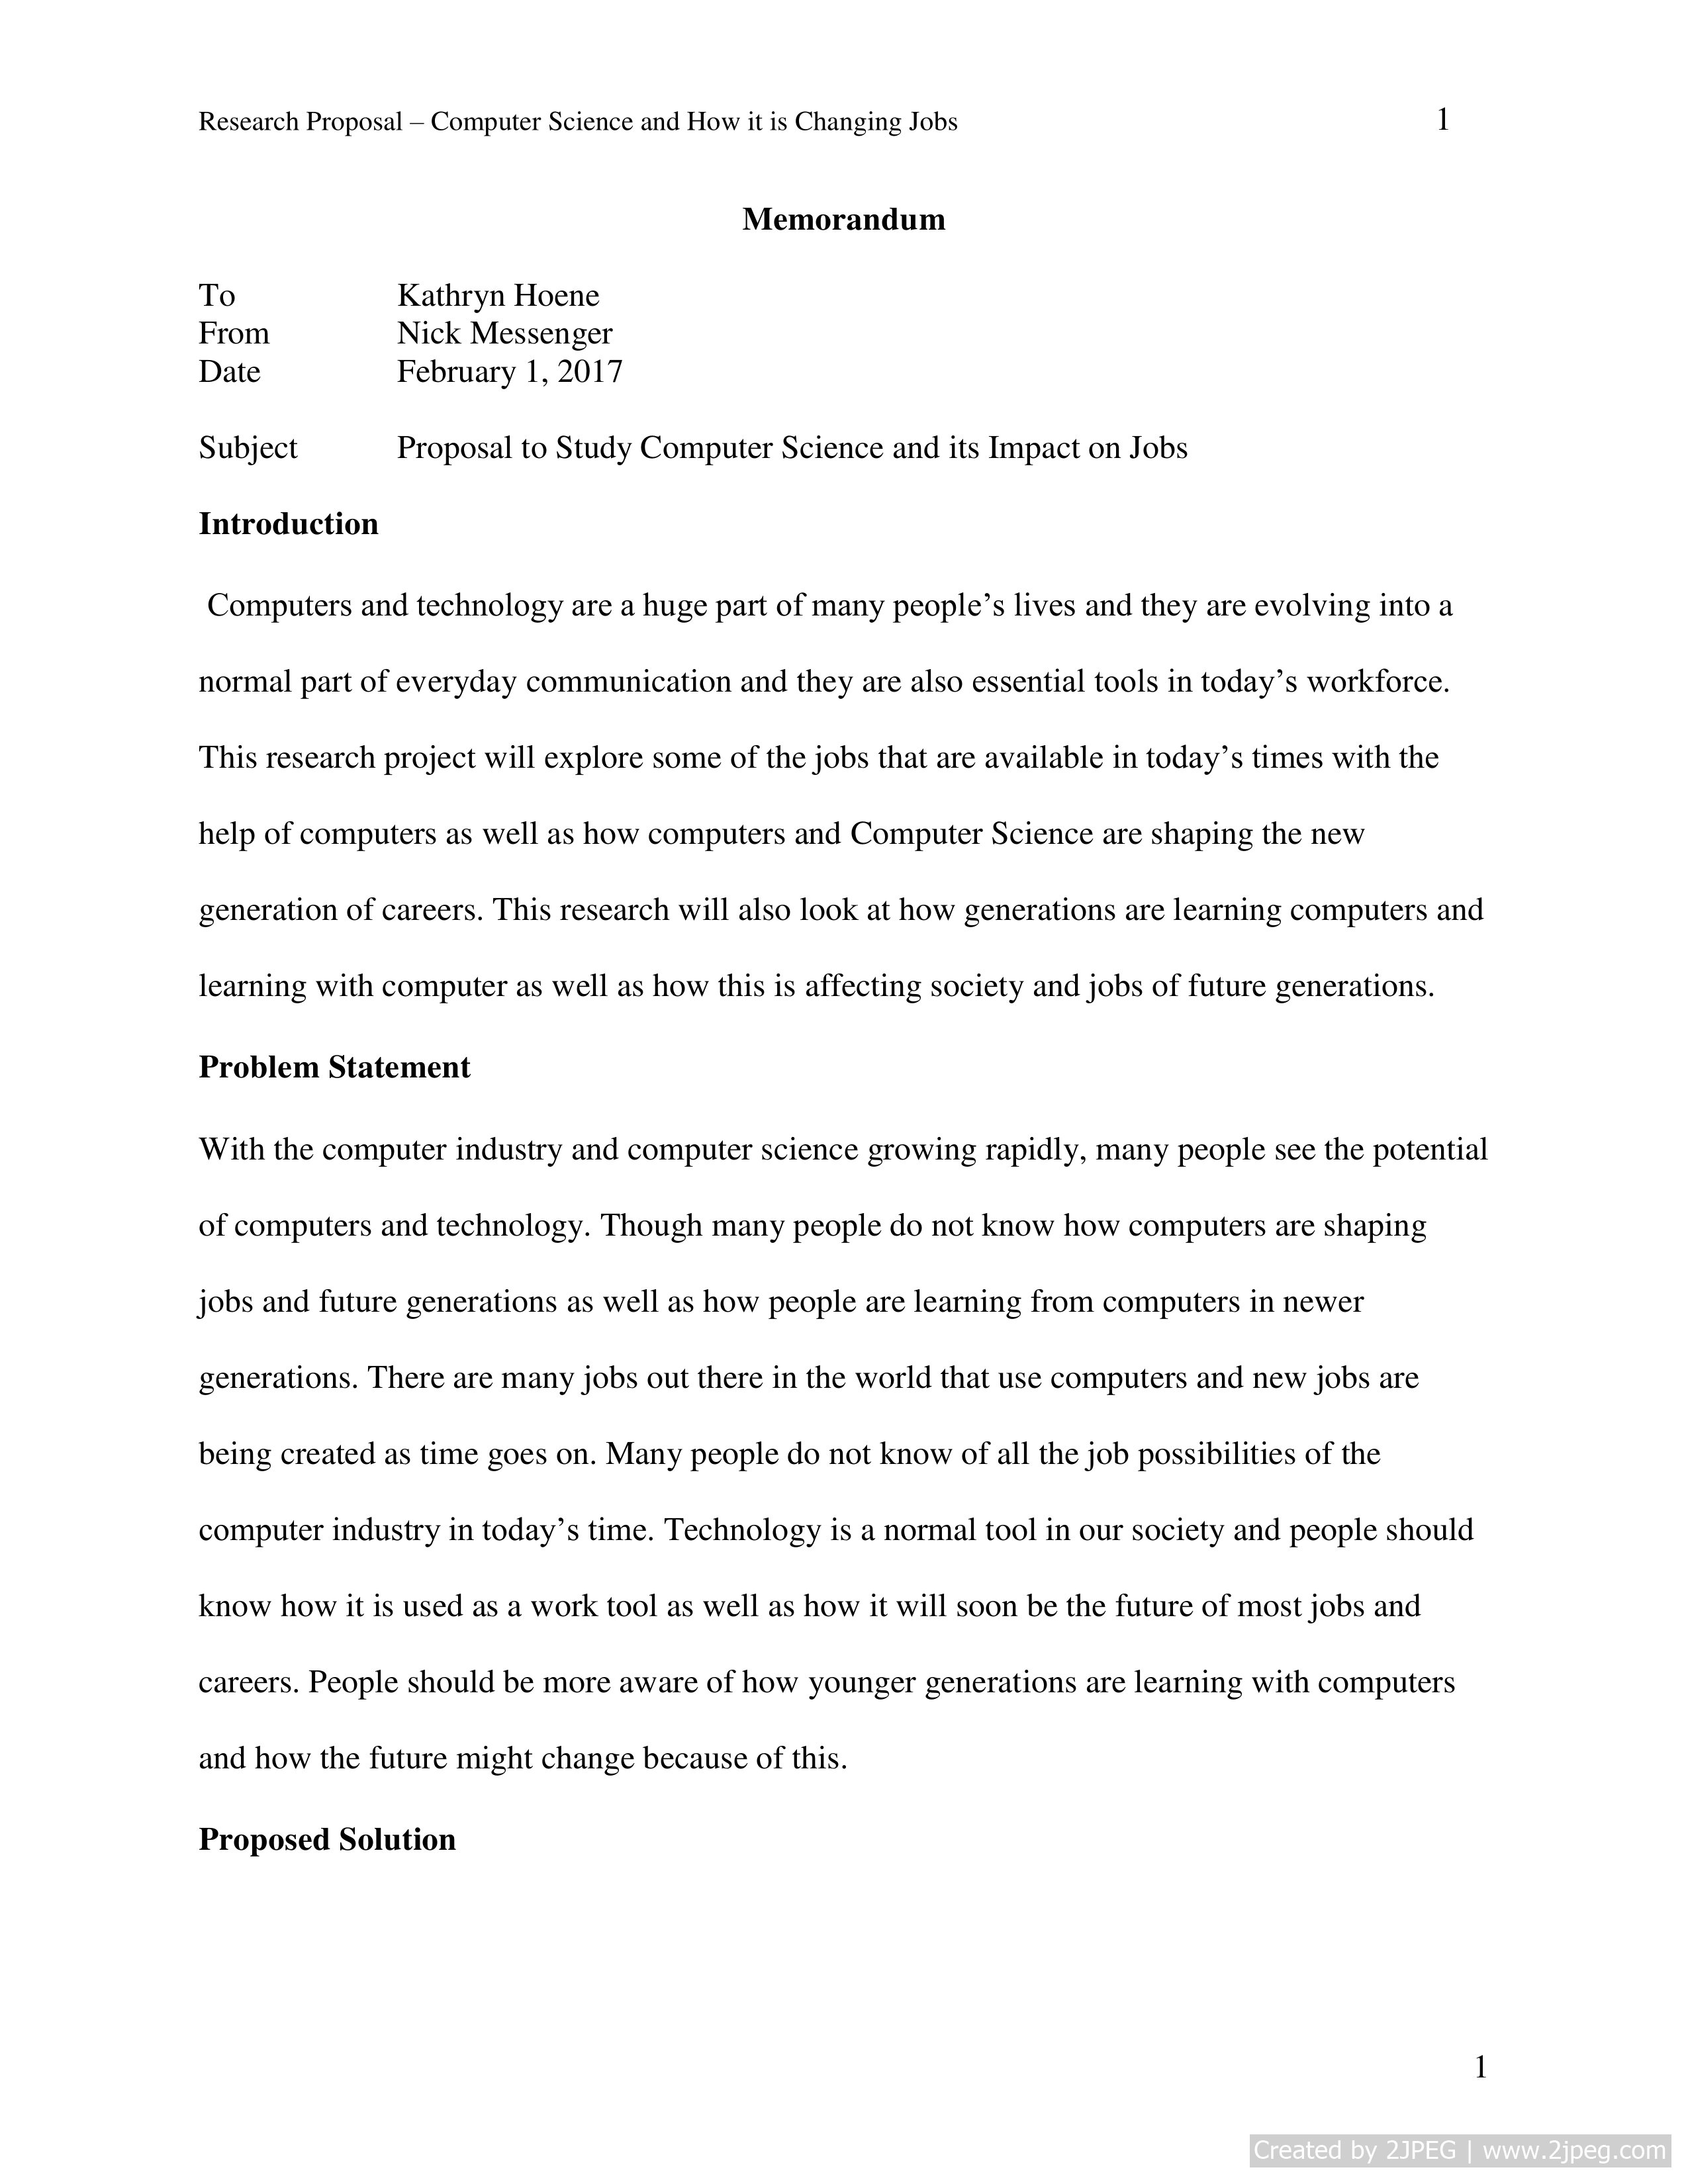 Research Proposal – Computer Science and How it is Changing Jobs 1
Memorandum
To Kathryn Hoene
From Nick Messenger
Date February 1, 2017
Subject Proposal to Study Computer Science and its Impact on Jobs
Introduction
Computers and technology are a huge part of many people’s lives and they are evolving into a
normal part of everyday communication and they are also essential tools in today’s workforce.
This research project will explore some of the jobs that are available in today’s times with the
help of computers as well as how computers and Computer Science are shaping the new
generation of careers. This research will also look at how generations are learning computers and
learning with computer as well as how this is affecting society and jobs of future generations.
Problem Statement
With the computer industry and computer science growing rapidly, many people see the potential
of computers and technology. Though many people do not know how computers are shaping
jobs and future generations as well as how people are learning from computers in newer
generations. There are many jobs out there in the world that use computers and new jobs are
being created as time goes on. Many people do not know of all the job possibilities of the
computer industry in today’s time. Technology is a normal tool in our society and people should
know how it is used as a work tool as well as how it will soon be the future of most jobs and
careers. People should be more aware of how younger generations are learning with computers
and how the future might change because of this.
Proposed Solution
1
Created by 2JPEG | www.2jpeg.com